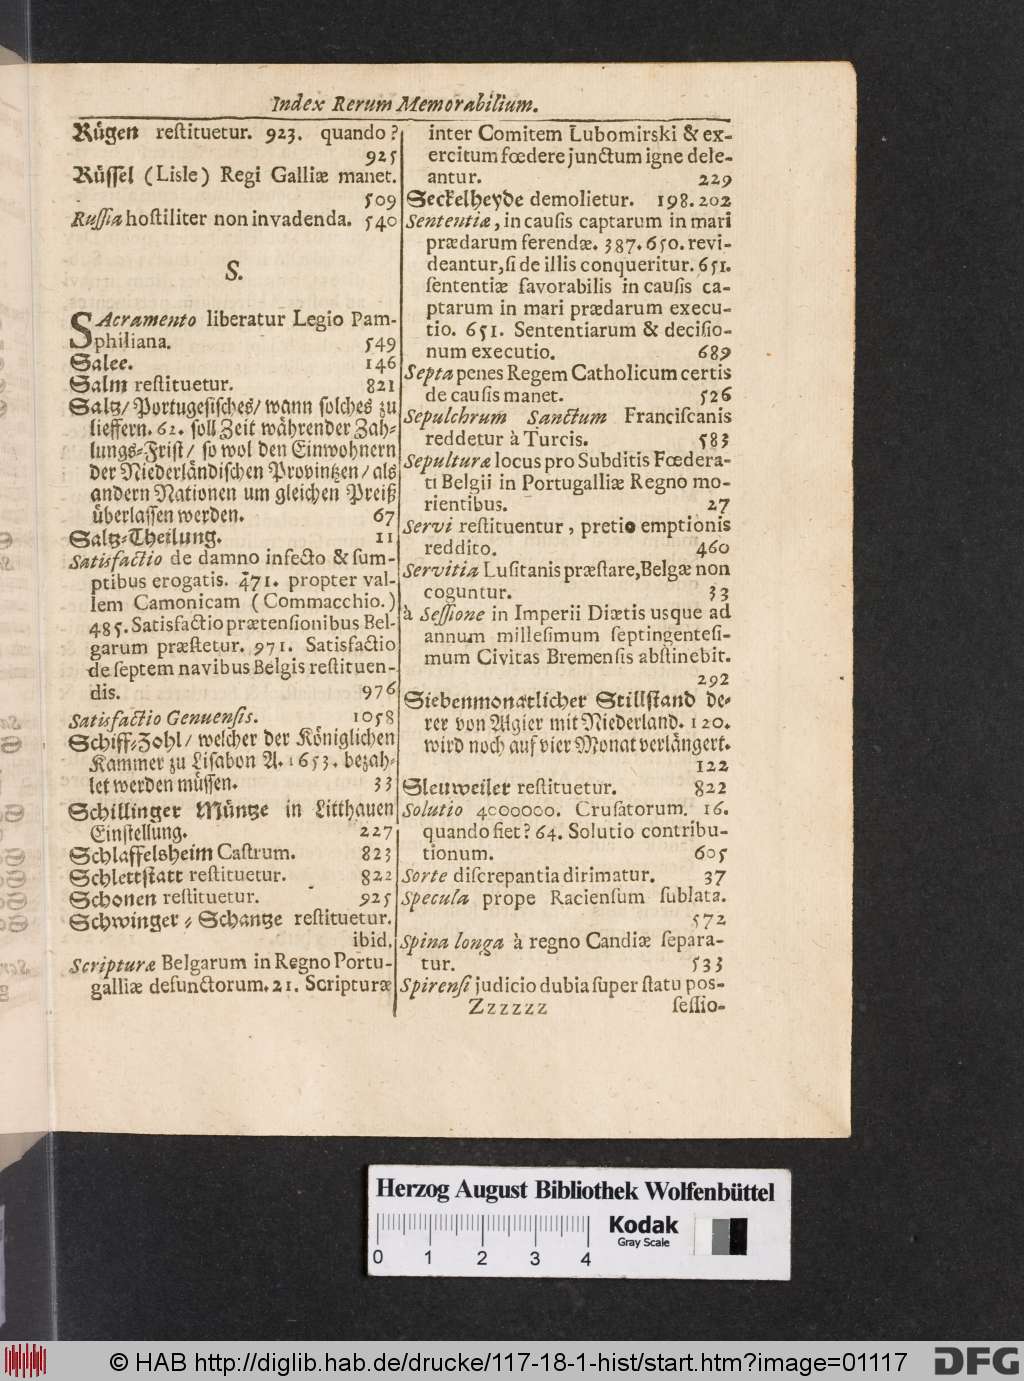 Index Rerum Memorabilium.
Rügen restituetur. 923. quando?
925
Rüssel (Lisle) Regi Galliæ manet.
509
Russia hostiliter non invadenda. 540
S.
SAcramento liberatur Legio Pam-
philiana. 549
Salee. 146
Salm restituetur. 821
Saltz/ Portugesisches/ wann solches zu
lieffern. 62. soll Zeit währender Zah-
lungs-Frist/ so wol den Einwohnern
der Niederländischen Provintzen/ als
andern Nationen um gleichen Preiß
überlassen werden. 67
Saltz-Theilung. 11
Satisfactio de damno infecto & sum-
ptibus erogatis. 471. propter val-
lem Camonicam (Commacchio.)
485. Satisfactio prætensionibus Bel-
garum præstetur. 971. Satisfactio
de septem navibus Belgis restituen-
dis. 976
Satisfactio Genuensis. 1058
Schiff-Zohl/ welcher der Königlichen
Kammer zu Lisabon A. 1653. bezah-
let werden müssen. 33
Schillinger Müntze in Litthauen
Einstellung. 227
Schlaffelsheim Castrum. 823
Schlettstatt restituetur. 822
Schonen restituetur. 925
Schwinger-Schantze restituetur.
ibid.
Scripturæ Belgarum in Regno Portu-
galliæ defunctorum. 21. Scripturæ
inter Comitem Lubomirski & ex-
ercitum fœdere junctum igne dele-
antur. 229
Seckelheyde demolietur. 198. 202
Sententiæ, in causis captarum in mari
prædarum ferendæ. 387. 650. revi-
deantur, si de illis conqueritur. 651.
sententiæ favorabilis in causis ca-
ptarum in mari prædarum execu-
tio. 651. Sententiarum & decisio-
num executio. 689
Septa penes Regem Catholicum certis
de causis manet. 526
Sepulchrum Sanctum Franciscanis
reddetur à Turcis. 583
Sepulturæ locus pro Subditis Fœdera-
ti Belgii in Portugalliæ Regno mo-
rientibus. 27
Servi restituentur, pretio emptionis
reddito. 460
Servitia Lusitanis præstare, Belgæ non
coguntur. 33
à Sessione in Imperii Diætis usque ad
annum millesimum septingentesi-
mum Civitas Bremensis abstinebit.
292
Siebenmonatlicher Stillstand de-
rer von Algier mit Niederland. 120.
wird noch auf vier Monat verlängert.
122
Sleuweiler restituetur. 822
Solutio 4000000. Crusatorum. 16.
quando fiet? 64. Solutio contribu-
tionum. 605
Sorte discrepantia dirimatur. 37
Specula prope Raciensum sublata.
572
Spina longa à regno Candiæ separa-
tur. 533
Spirensi judicio dubia super statu pos-
Zzzzzz sessio-
Herzog August Bibliothek Wolfenbüttel
0 1 2 3 4
Kodak
Gray Scale
© HAB http://diglib.hab.de/drucke/117-18-1-hist/start.htm?image=01117
DFG